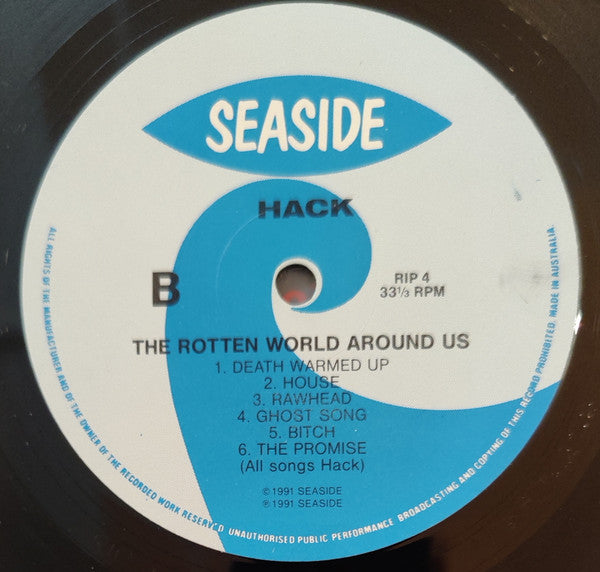 SEASIDE
HACK
B
RIP 4
33⅓ RPM
THE ROTTEN WORLD AROUND US
1. DEATH WARMED UP
2. HOUSE
3. RAWHEAD
4. GHOST SONG
5. BITCH
6. THE PROMISE
(All songs Hack)
© 1991 SEASIDE
℗ 1991 SEASIDE
ALL RIGHTS OF THE MANUFACTURER AND OF THE OWNER OF THE RECORDED WORK RESERVED. UNAUTHORISED PUBLIC PERFORMANCE BROADCASTING AND COPYING OF THIS RECORD PROHIBITED. MADE IN AUSTRALIA.